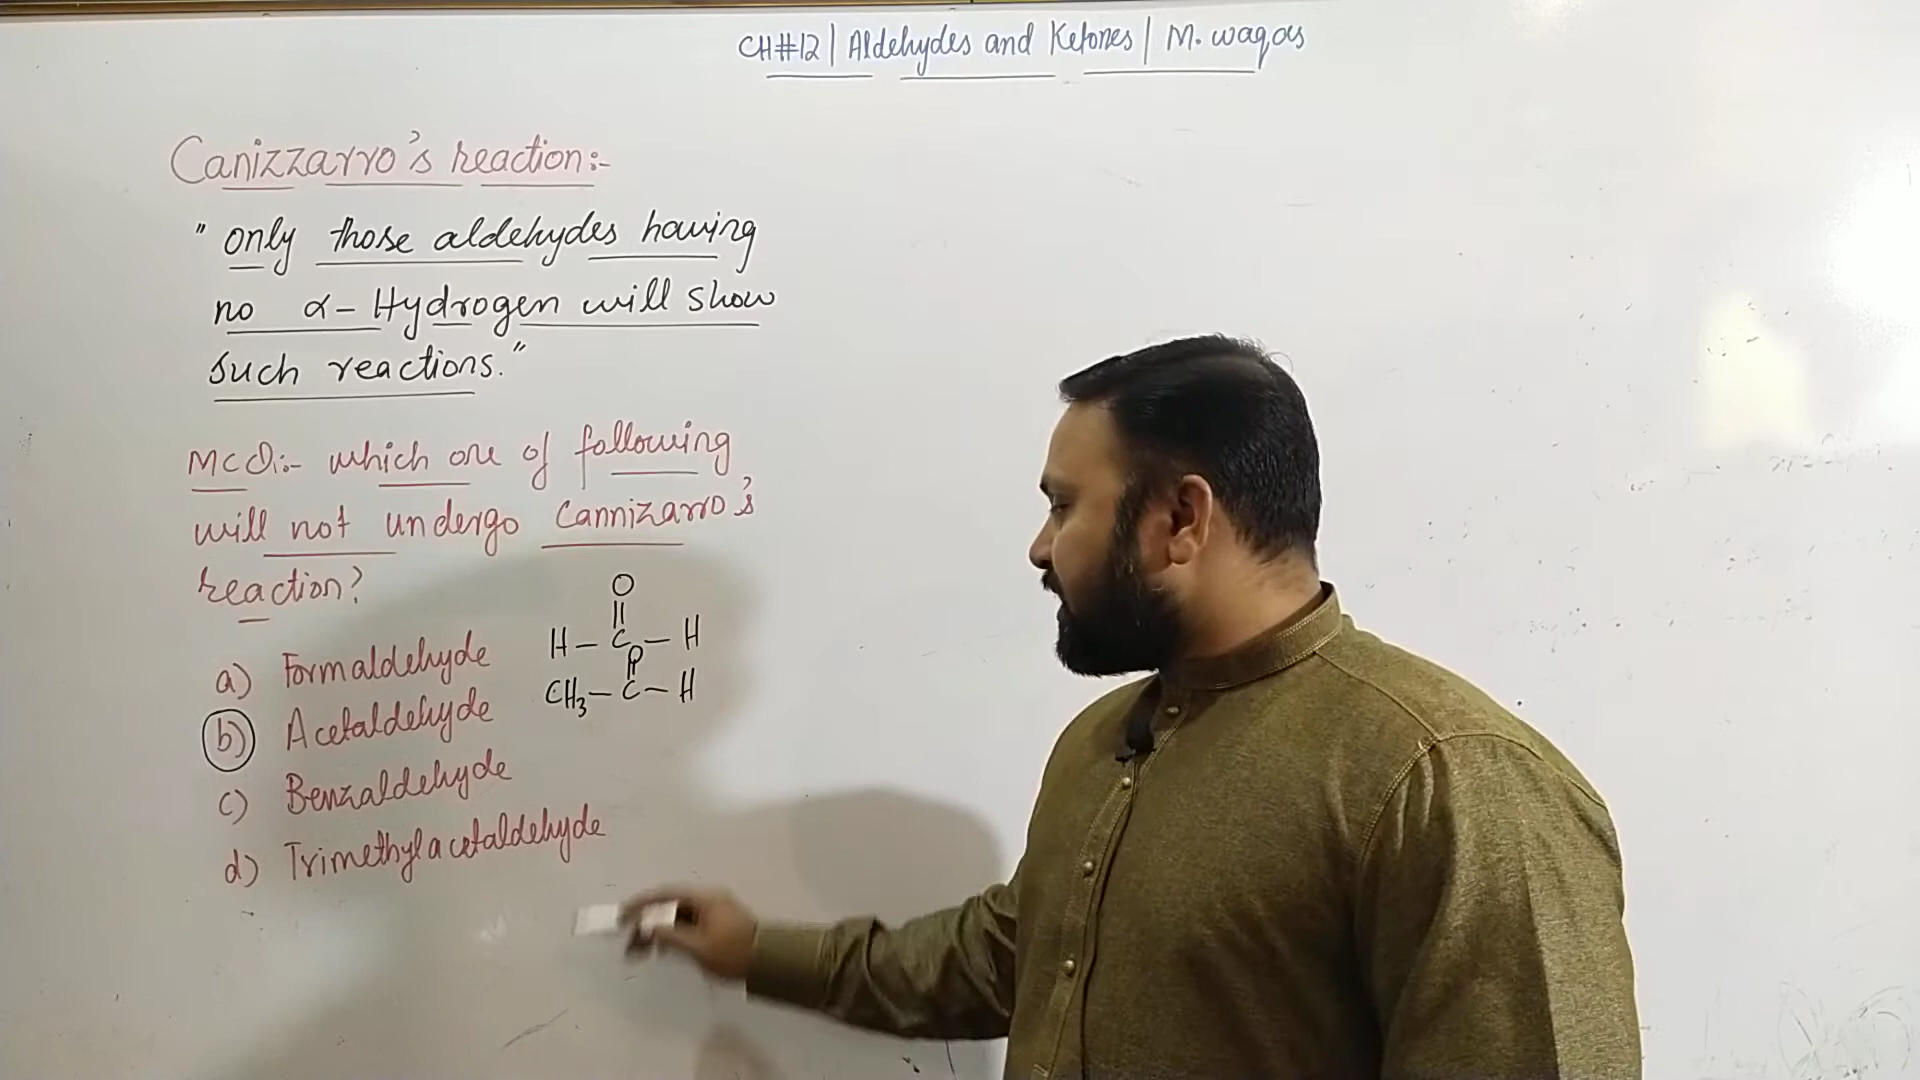 CH#12 | Aldehydes and Ketones | M. waqas
Canizzarro's reaction:-
"only those aldehydes having
no α-Hydrogen will show
such reactions."
MCQ:- which one of following
will not undergo Cannizarro's
reaction?
a) Formaldehyde
b) Acetaldehyde
c) Benzaldehyde
d) Trimethylacetaldehyde
O
H-C-H
O
CH₃-C-H